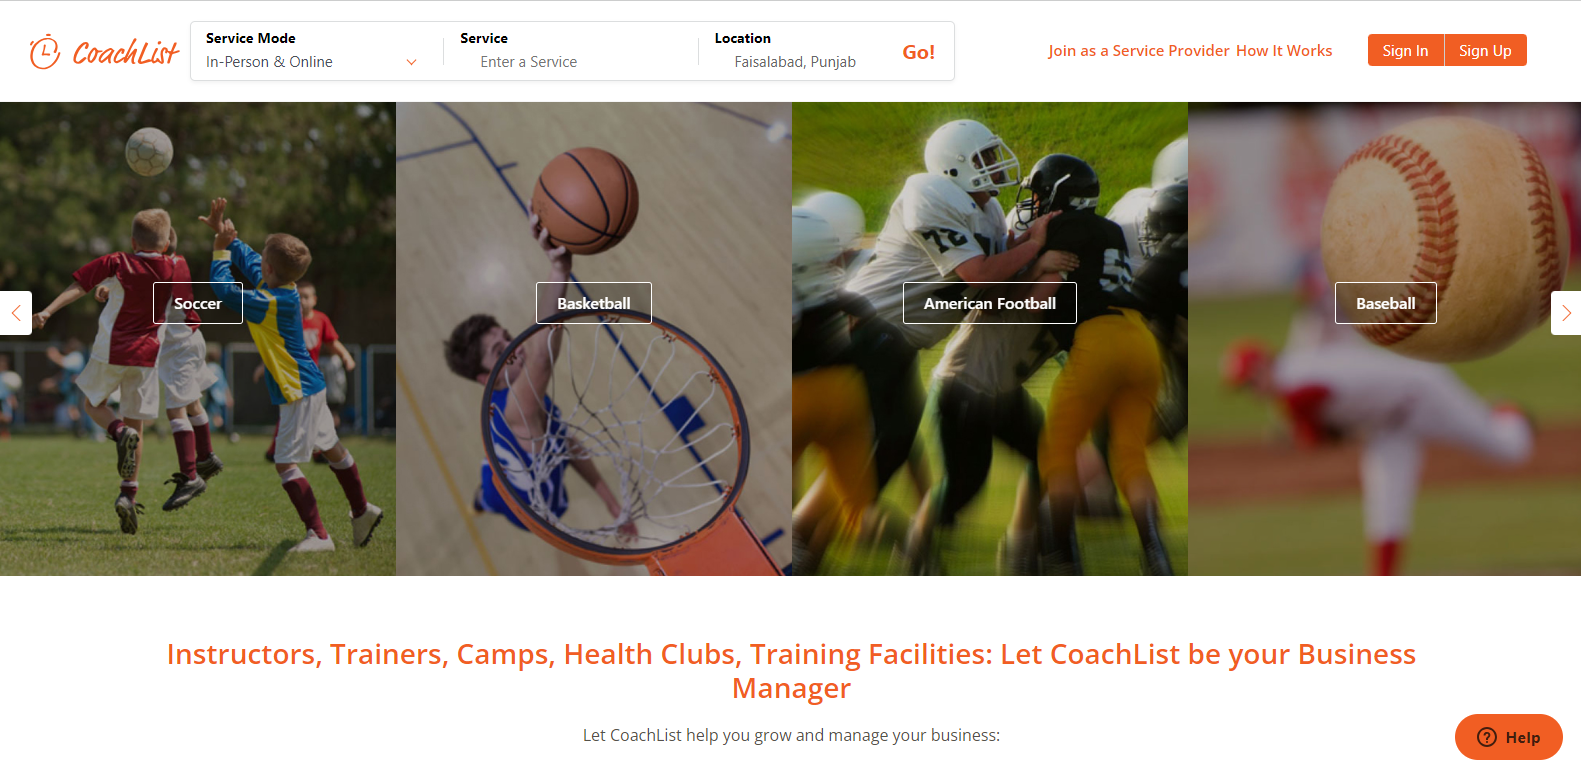 CoachList
Service Mode
In-Person & Online
Service
Enter a Service
Location
Faisalabad, Punjab
Go!
Join as a Service Provider
How It Works
Sign In
Sign Up
72
Soccer
Basketball
American Football
Baseball
Instructors, Trainers, Camps, Health Clubs, Training Facilities: Let CoachList be your Business
Manager
Let CoachList help you grow and manage your business:
Help